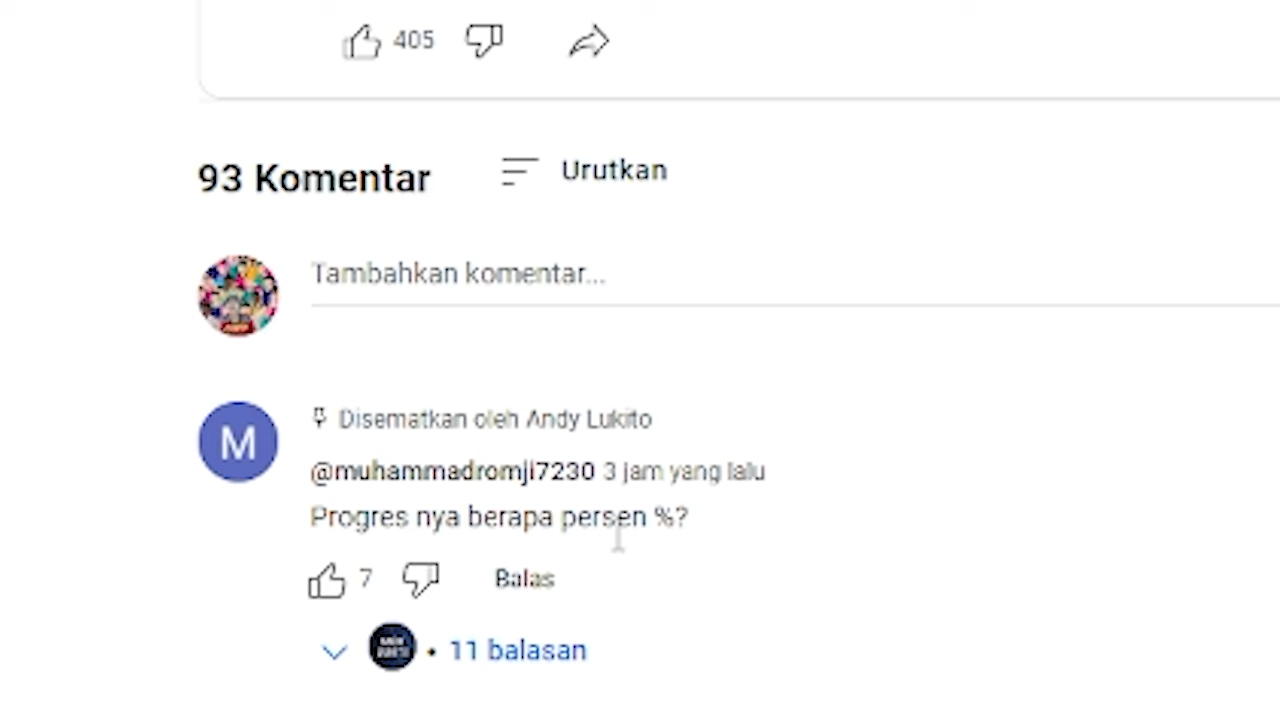 405
93 Komentar
Urutkan
Tambahkan komentar...
M
Disematkan oleh Andy Lukito
@muhammadromji7230 3 jam yang lalu
Progres nya berapa persen %?
7
Balas
• 11 balasan